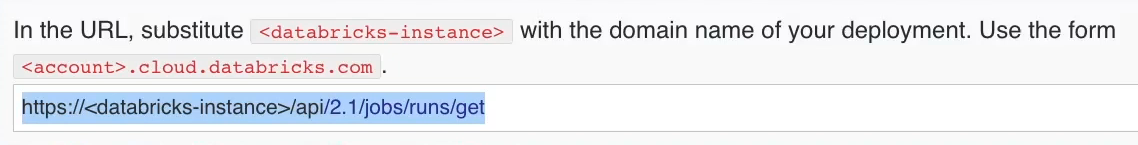 In the URL, substitute <databricks-instance> with the domain name of your deployment. Use the form
<account>.cloud.databricks.com.
https://<databricks-instance>/api/2.1/jobs/runs/get